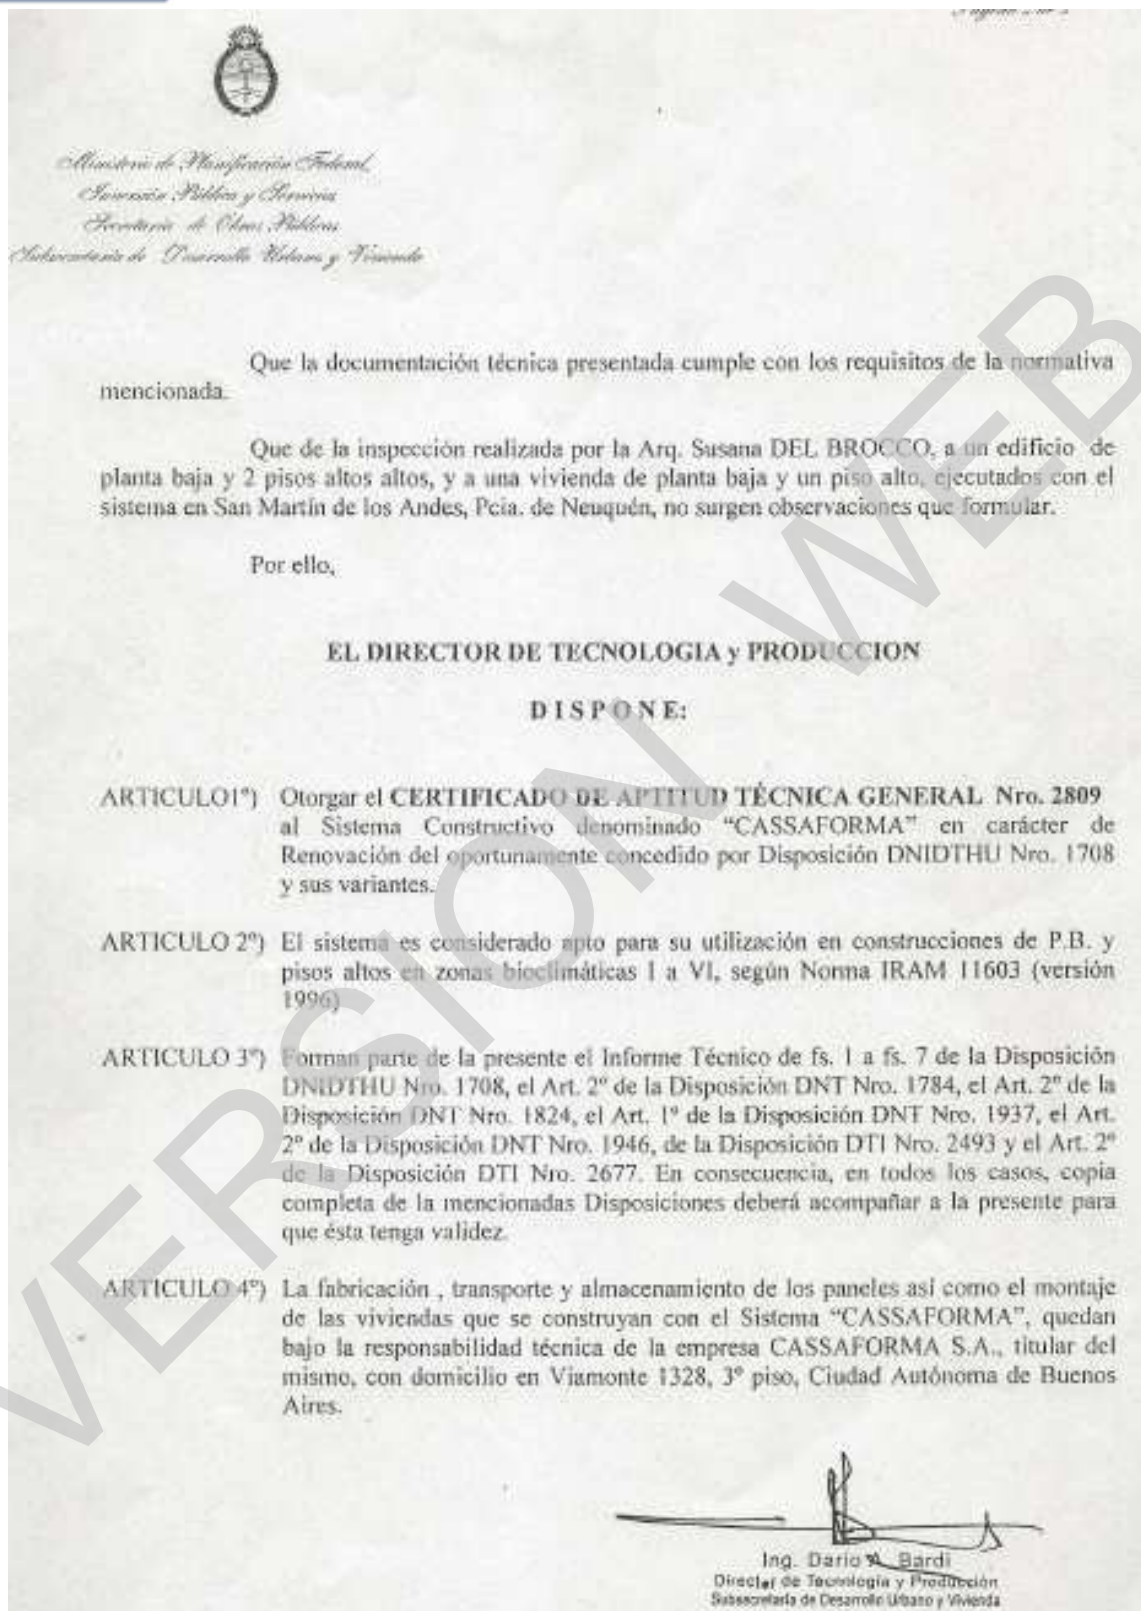 Ministerio de Planificación Federal,
Inversión Pública y Servicios
Secretaría de Obras Públicas
Subsecretaría de Desarrollo Urbano y Vivienda
Que la documentación técnica presentada cumple con los requisitos de la normativa
mencionada.
Que de la inspección realizada por la Arq. Susana DEL BROCCO, a un edificio de
planta baja y 2 pisos altos altos, y a una vivienda de planta baja y un piso alto, ejecutados con el
sistema en San Martín de los Andes, Pcia. de Neuquén, no surgen observaciones que formular.
Por ello,
EL DIRECTOR DE TECNOLOGIA y PRODUCCION
D I S P O N E:
ARTICULO1º) Otorgar el CERTIFICADO DE APTITUD TÉCNICA GENERAL Nro. 2809
al Sistema Constructivo denominado “CASSAFORMA” en carácter de
Renovación del oportunamente concedido por Disposición DNIDTHU Nro. 1708
y sus variantes.
ARTICULO 2º) El sistema es considerado apto para su utilización en construcciones de P.B. y
pisos altos en zonas bioclimáticas I a VI, según Norma IRAM 11603 (versión
1996)
ARTICULO 3º) Forman parte de la presente el Informe Técnico de fs. 1 a fs. 7 de la Disposición
DNIDTHU Nro. 1708, el Art. 2º de la Disposición DNT Nro. 1784, el Art. 2º de la
Disposición DNT Nro. 1824, el Art. 1º de la Disposición DNT Nro. 1937, el Art.
2º de la Disposición DNT Nro. 1946, de la Disposición DTI Nro. 2493 y el Art. 2º
de la Disposición DTI Nro. 2677. En consecuencia, en todos los casos, copia
completa de la mencionadas Disposiciones deberá acompañar a la presente para
que ésta tenga validez.
ARTICULO 4º) La fabricación , transporte y almacenamiento de los paneles así como el montaje
de las viviendas que se construyan con el Sistema “CASSAFORMA”, quedan
bajo la responsabilidad técnica de la empresa CASSAFORMA S.A., titular del
mismo, con domicilio en Viamonte 1328, 3º piso, Ciudad Autónoma de Buenos
Aires.
Ing. Dario A. Bardi
Director de Tecnología y Producción
Subsecretaría de Desarrollo Urbano y Vivienda
VERSION WEB